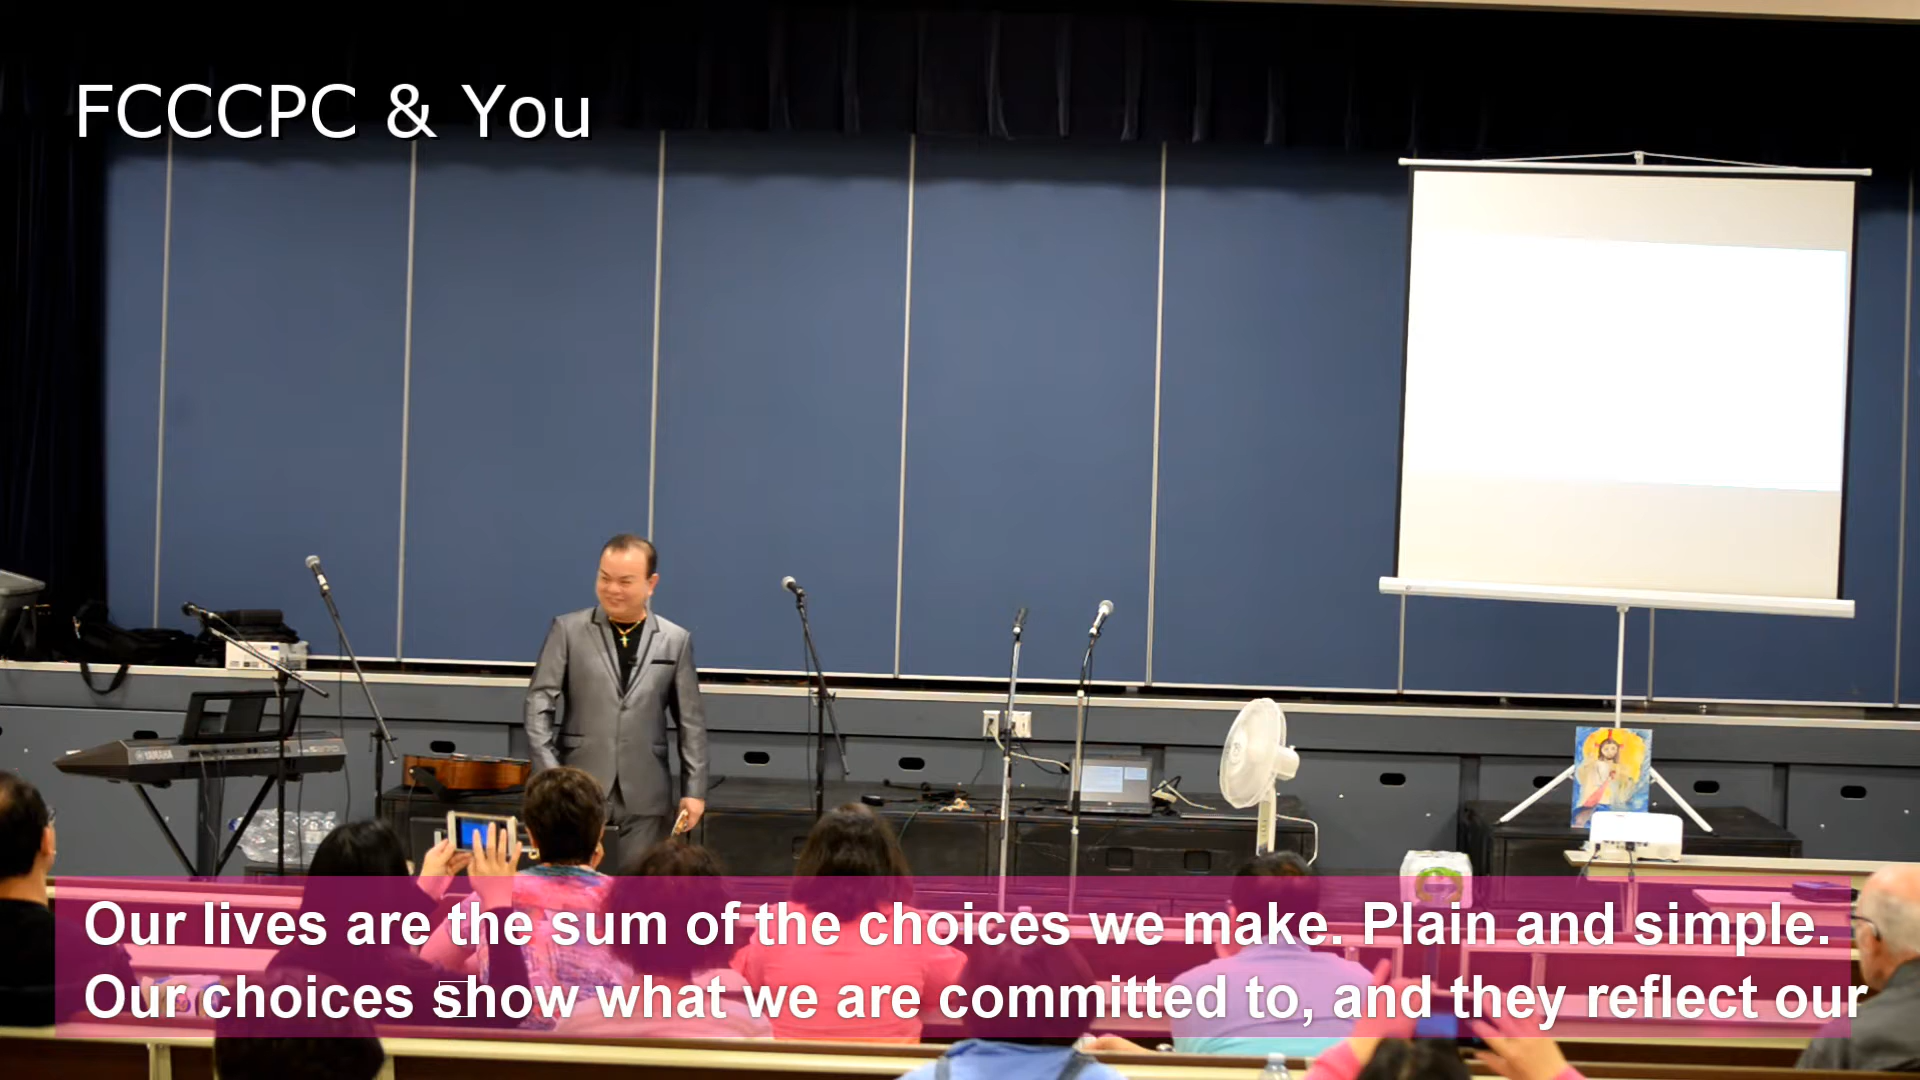 FCCCPC & You
YAMAHA
Our lives are the sum of the choices we make. Plain and simple.
Our choices show what we are committed to, and they reflect our